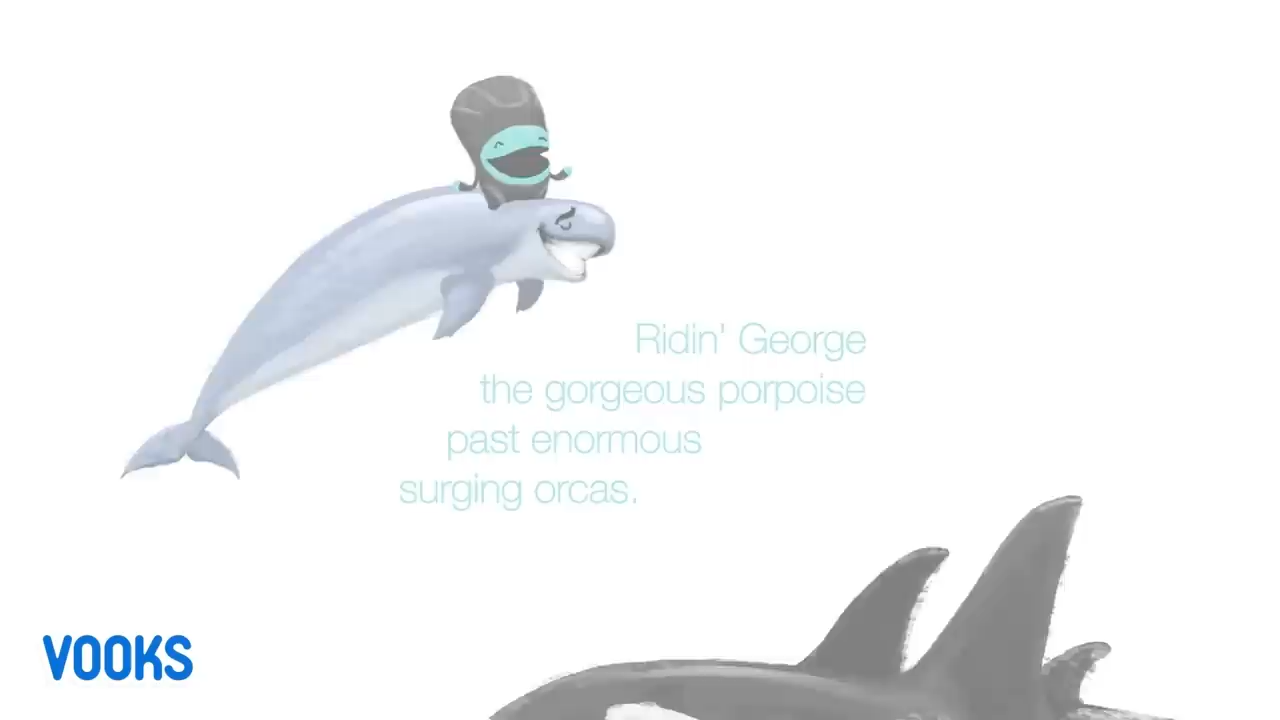 Ridin' George
the gorgeous porpoise
past enormous
surging orcas.
VOOKS